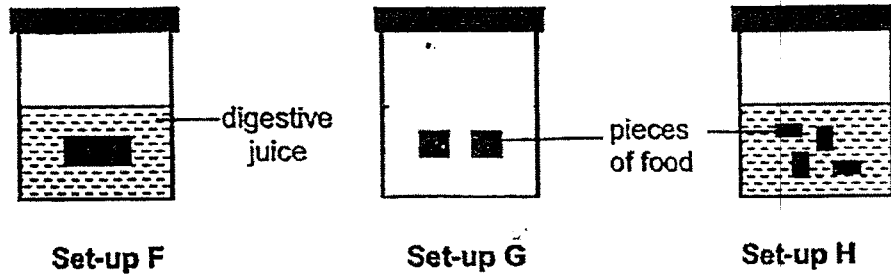 digestive
juice
pieces
of food
Set-up F
Set-up G
Set-up H